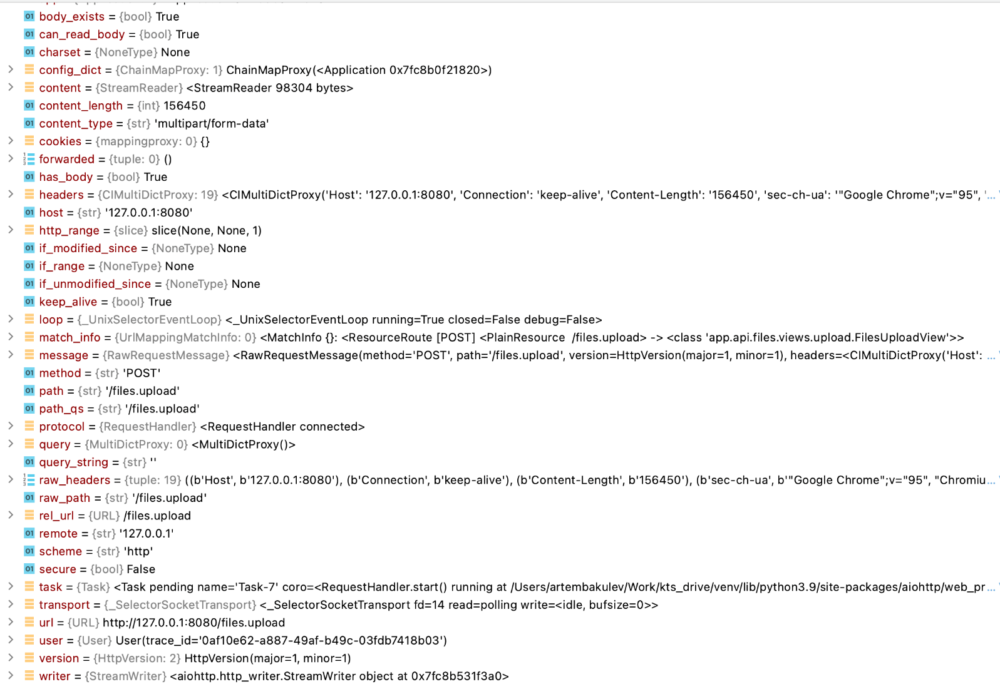 body_exists = {bool} True
can_read_body = {bool} True
charset = {NoneType} None
config_dict = {ChainMapProxy: 1} ChainMapProxy(<Application 0x7fc8b0f21820>)
content = {StreamReader} <StreamReader 98304 bytes>
content_length = {int} 156450
content_type = {str} 'multipart/form-data'
cookies = {mappingproxy: 0} {}
forwarded = {tuple: 0} ()
has_body = {bool} True
headers = {CIMultiDictProxy: 19} <CIMultiDictProxy('Host': '127.0.0.1:8080', 'Connection': 'keep-alive', 'Content-Length': '156450', 'sec-ch-ua': '"Google Chrome";v="95", '...
host = {str} '127.0.0.1:8080'
http_range = {slice} slice(None, None, 1)
if_modified_since = {NoneType} None
if_range = {NoneType} None
if_unmodified_since = {NoneType} None
keep_alive = {bool} True
loop = {_UnixSelectorEventLoop} <_UnixSelectorEventLoop running=True closed=False debug=False>
match_info = {UrlMappingMatchInfo: 0} <MatchInfo {}: <ResourceRoute [POST] <PlainResource  /files.upload> -> <class 'app.api.files.views.upload.FilesUploadView'>>
message = {RawRequestMessage} <RawRequestMessage(method='POST', path='/files.upload', version=HttpVersion(major=1, minor=1), headers=<CIMultiDictProxy('Host': ...
method = {str} 'POST'
path = {str} '/files.upload'
path_qs = {str} '/files.upload'
protocol = {RequestHandler} <RequestHandler connected>
query = {MultiDictProxy: 0} <MultiDictProxy()>
query_string = {str} ''
raw_headers = {tuple: 19} ((b'Host', b'127.0.0.1:8080'), (b'Connection', b'keep-alive'), (b'Content-Length', b'156450'), (b'sec-ch-ua', b'"Google Chrome";v="95", "Chromiu...
raw_path = {str} '/files.upload'
rel_url = {URL} /files.upload
remote = {str} '127.0.0.1'
scheme = {str} 'http'
secure = {bool} False
task = {Task} <Task pending name='Task-7' coro=<RequestHandler.start() running at /Users/artembakulev/Work/kts_drive/venv/lib/python3.9/site-packages/aiohttp/web_pr...
transport = {_SelectorSocketTransport} <_SelectorSocketTransport fd=14 read=polling write=<idle, bufsize=0>>
url = {URL} http://127.0.0.1:8080/files.upload
user = {User} User(trace_id='0af10e62-a887-49af-b49c-03fdb7418b03')
version = {HttpVersion: 2} HttpVersion(major=1, minor=1)
writer = {StreamWriter} <aiohttp.http_writer.StreamWriter object at 0x7fc8b531f3a0>